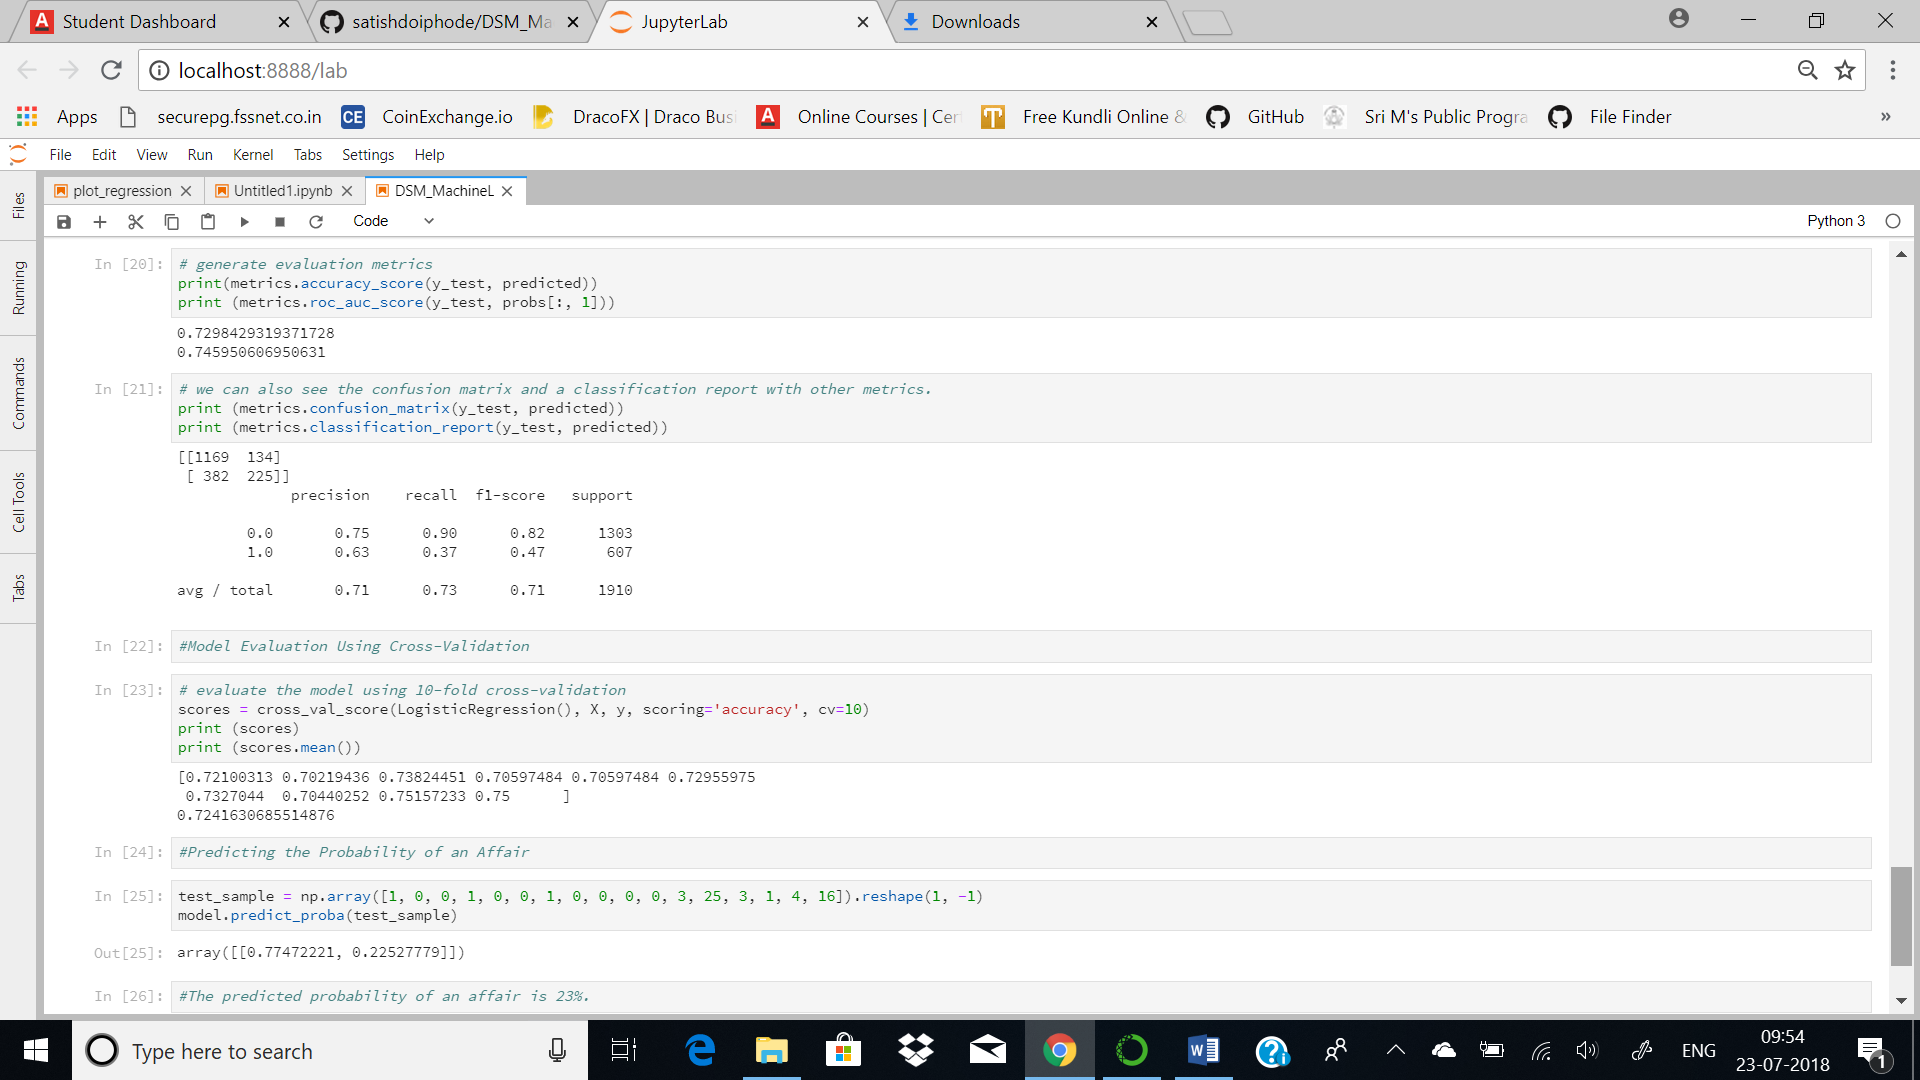 Student Dashboard
satishdoiphode/DSM_Ma
JupyterLab
Downloads
localhost:8888/lab
Apps
securepg.fssnet.co.in
CE
CoinExchange.io
DracoFX | Draco Busi
Online Courses | Cer
Free Kundli Online &
GitHub
Sri M's Public Progra
File Finder
»
File Edit View Run Kernel Tabs Settings Help
Files
Running
Commands
Cell Tools
Tabs
plot_regression
Untitled1.ipynb
DSM_MachineL
Code
Python 3
In [20]:
# generate evaluation metrics
print(metrics.accuracy_score(y_test, predicted))
print (metrics.roc_auc_score(y_test, probs[:, 1]))
0.7298429319371728
0.745950606950631
In [21]:
# we can also see the confusion matrix and a classification report with other metrics.
print (metrics.confusion_matrix(y_test, predicted))
print (metrics.classification_report(y_test, predicted))
[[1169 134]
[ 382 225]]
precision recall f1-score support
0.0 0.75 0.90 0.82 1303
1.0 0.63 0.37 0.47 607
avg / total 0.71 0.73 0.71 1910
In [22]:
#Model Evaluation Using Cross-Validation
In [23]:
# evaluate the model using 10-fold cross-validation
scores = cross_val_score(LogisticRegression(), X, y, scoring='accuracy', cv=10)
print (scores)
print (scores.mean())
[0.72100313 0.70219436 0.73824451 0.70597484 0.70597484 0.72955975
0.7327044 0.70440252 0.75157233 0.75 ]
0.7241630685514876
In [24]:
#Predicting the Probability of an Affair
In [25]:
test_sample = np.array([1, 0, 0, 1, 0, 0, 1, 0, 0, 0, 0, 3, 25, 3, 1, 4, 16]).reshape(1, -1)
model.predict_proba(test_sample)
Out[25]:
array([[0.77472221, 0.22527779]])
In [26]:
#The predicted probability of an affair is 23%.
Type here to search
ENG
09:54
23-07-2018
1